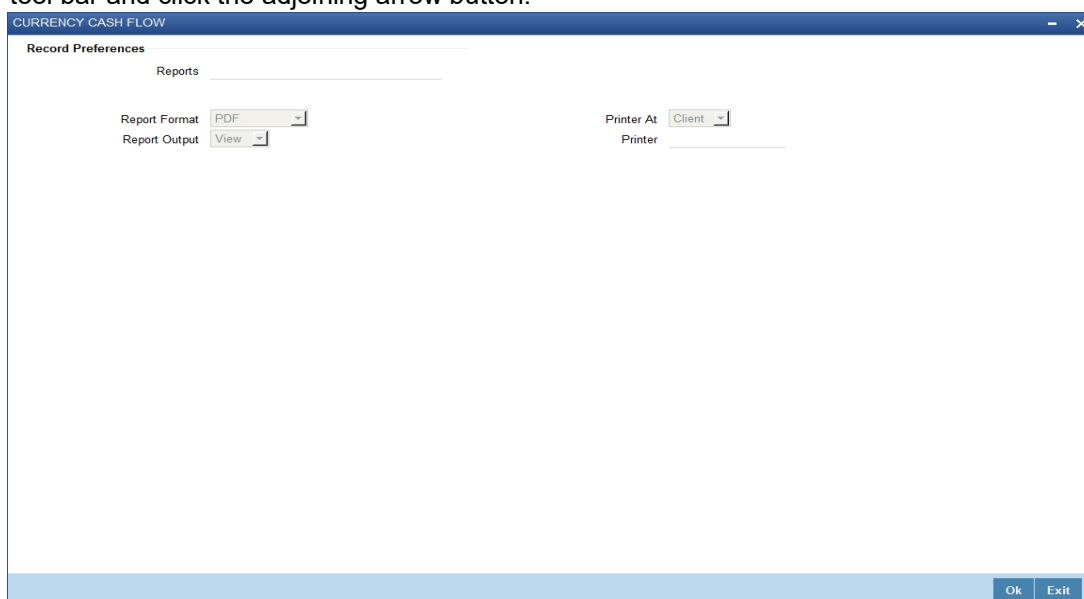 tool bar and click the adjoining arrow button.
CURRENCY CASH FLOW
Record Preferences
Reports
Report Format PDF Printer At Client
Report Output View Printer
Ok Exit